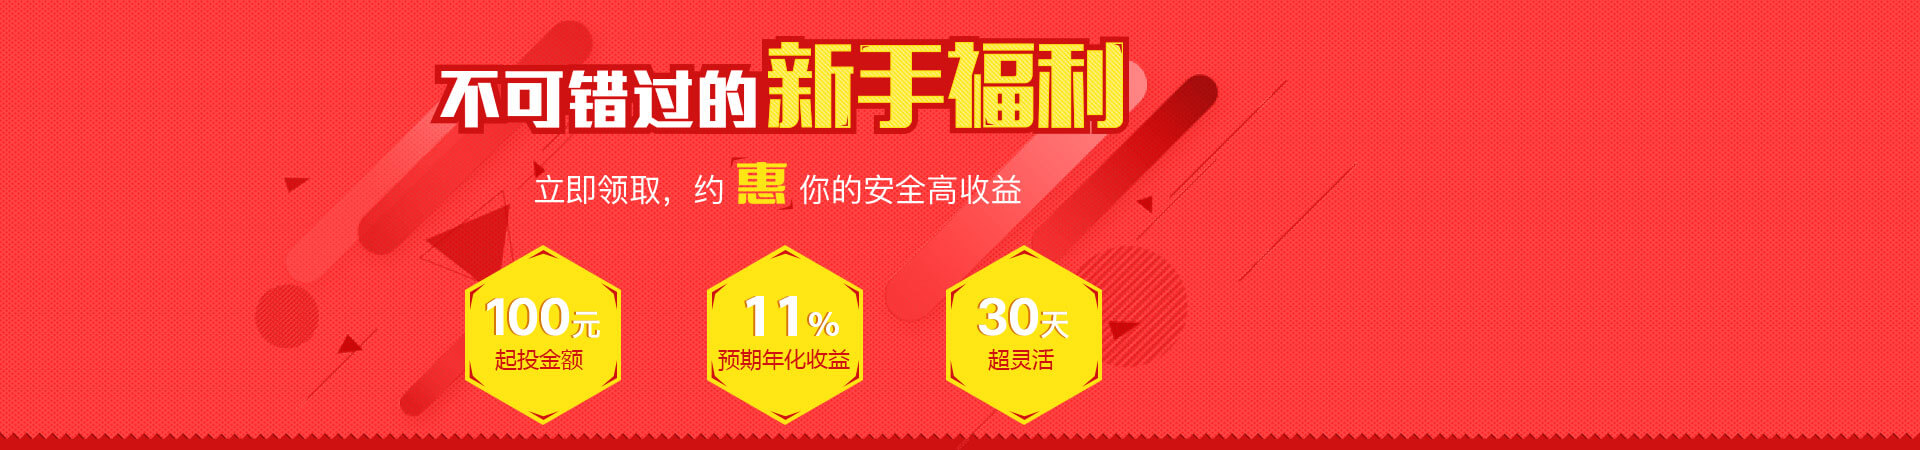 不可错过的新手福利
立即领取，约惠你的安全高收益
100元
起投金额
11%
预期年化收益
30天
超灵活